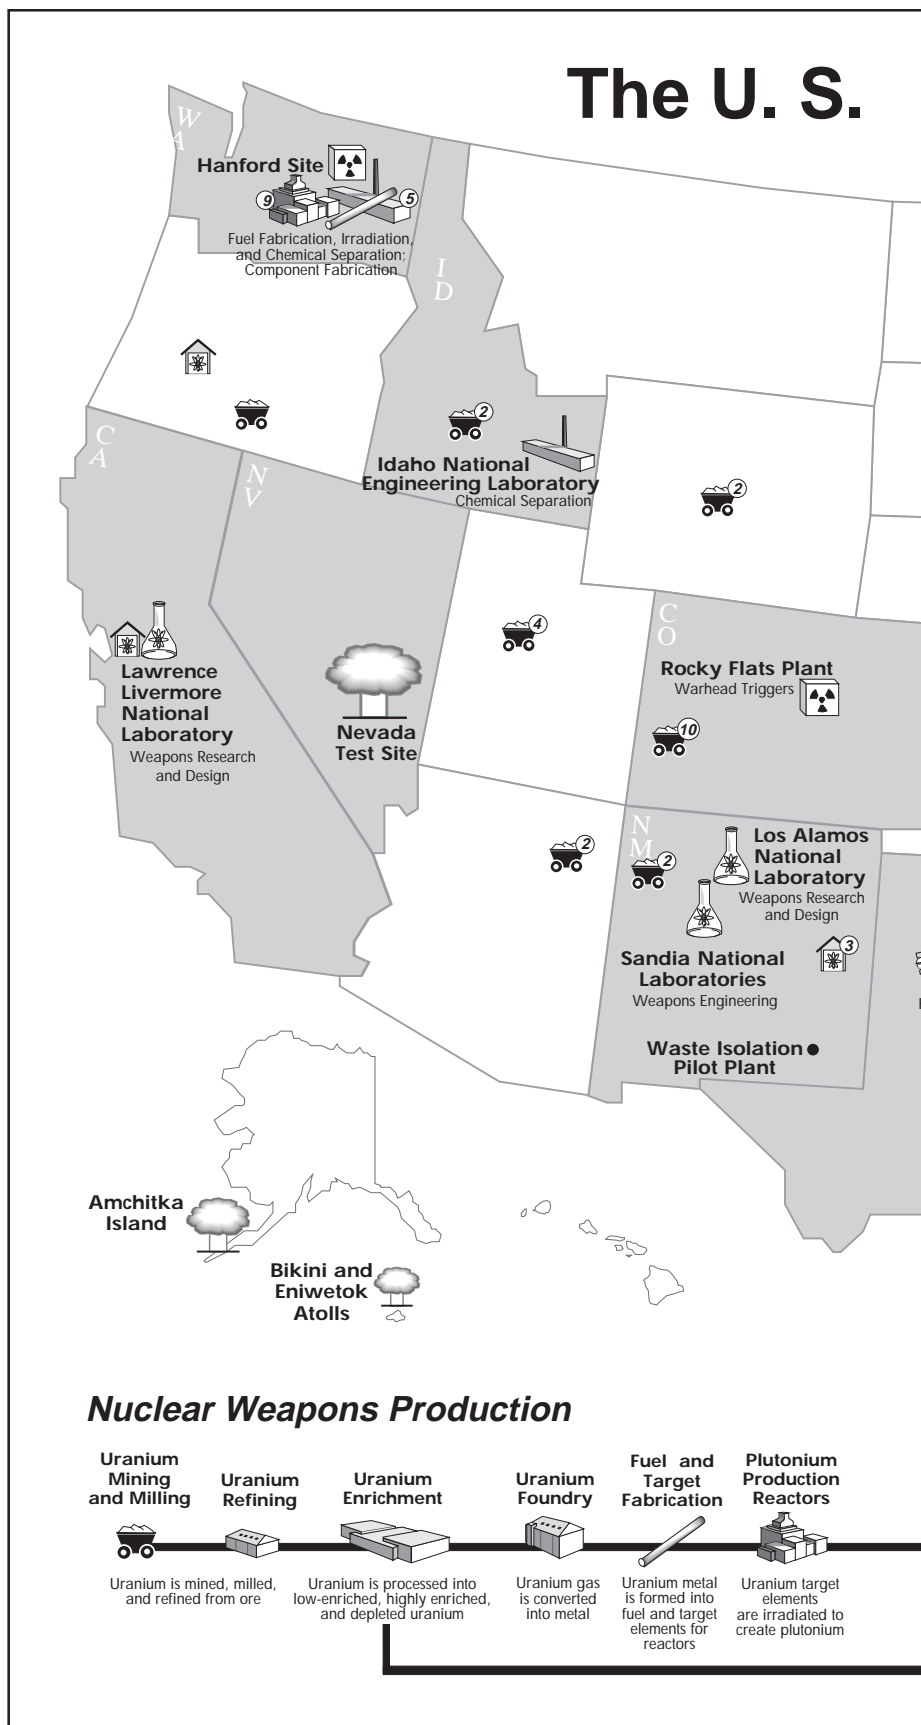 The U. S.
WA
Hanford Site
9
5
Fuel Fabrication, Irradiation,
and Chemical Separation;
Component Fabrication
ID
2
Idaho National
Engineering Laboratory
Chemical Separation
CA
NV
2
4
CO
Rocky Flats Plant
Warhead Triggers
10
Lawrence
Livermore
National
Laboratory
Weapons Research
and Design
Nevada
Test Site
2
NM
2
Los Alamos
National
Laboratory
Weapons Research
and Design
Sandia National
Laboratories
Weapons Engineering
3
Waste Isolation
Pilot Plant
Amchitka
Island
Bikini and
Eniwetok
Atolls
Nuclear Weapons Production
Uranium
Mining
and Milling
Uranium is mined, milled,
and refined from ore
Uranium
Refining
Uranium
Enrichment
Uranium is processed into
low-enriched, highly enriched,
and depleted uranium
Uranium
Foundry
Uranium gas
is converted
into metal
Fuel and
Target
Fabrication
Uranium metal
is formed into
fuel and target
elements for
reactors
Plutonium
Production
Reactors
Uranium target
elements
are irradiated to
create plutonium